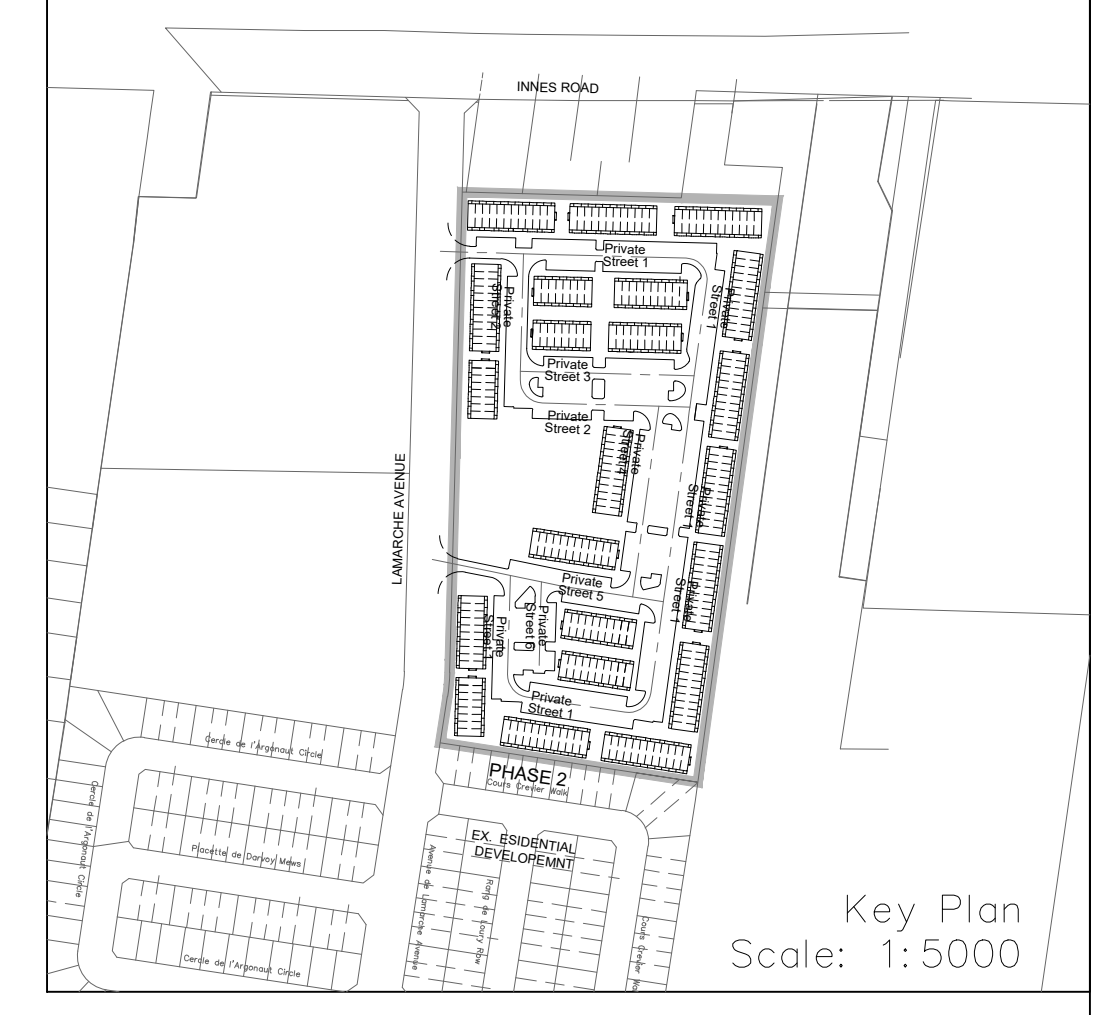 INNES ROAD
Private
Street 1
Private
Street 2
Private
Street 1
Private
Street 3
Private
Street 2
Private
Street 4
LAMARCHE AVENUE
Private
Street 1
Private
Street 5
Private
Street 1
Private
Street 6
Private
Street 1
Private
Street 1
PHASE 2
Cours Crevier Walk
Cercle de l'Argonaut Circle
Cercle de l'Argonaut Circle
EX. ESIDENTIAL
DEVELOPEMNT
Placette de Darvoy Mews
Avenue de Lamarche Avenue
Rang de Loury Row
Cours Crevier Wa
Cercle de l'Argonaut Circle
Key Plan
Scale: 1:5000